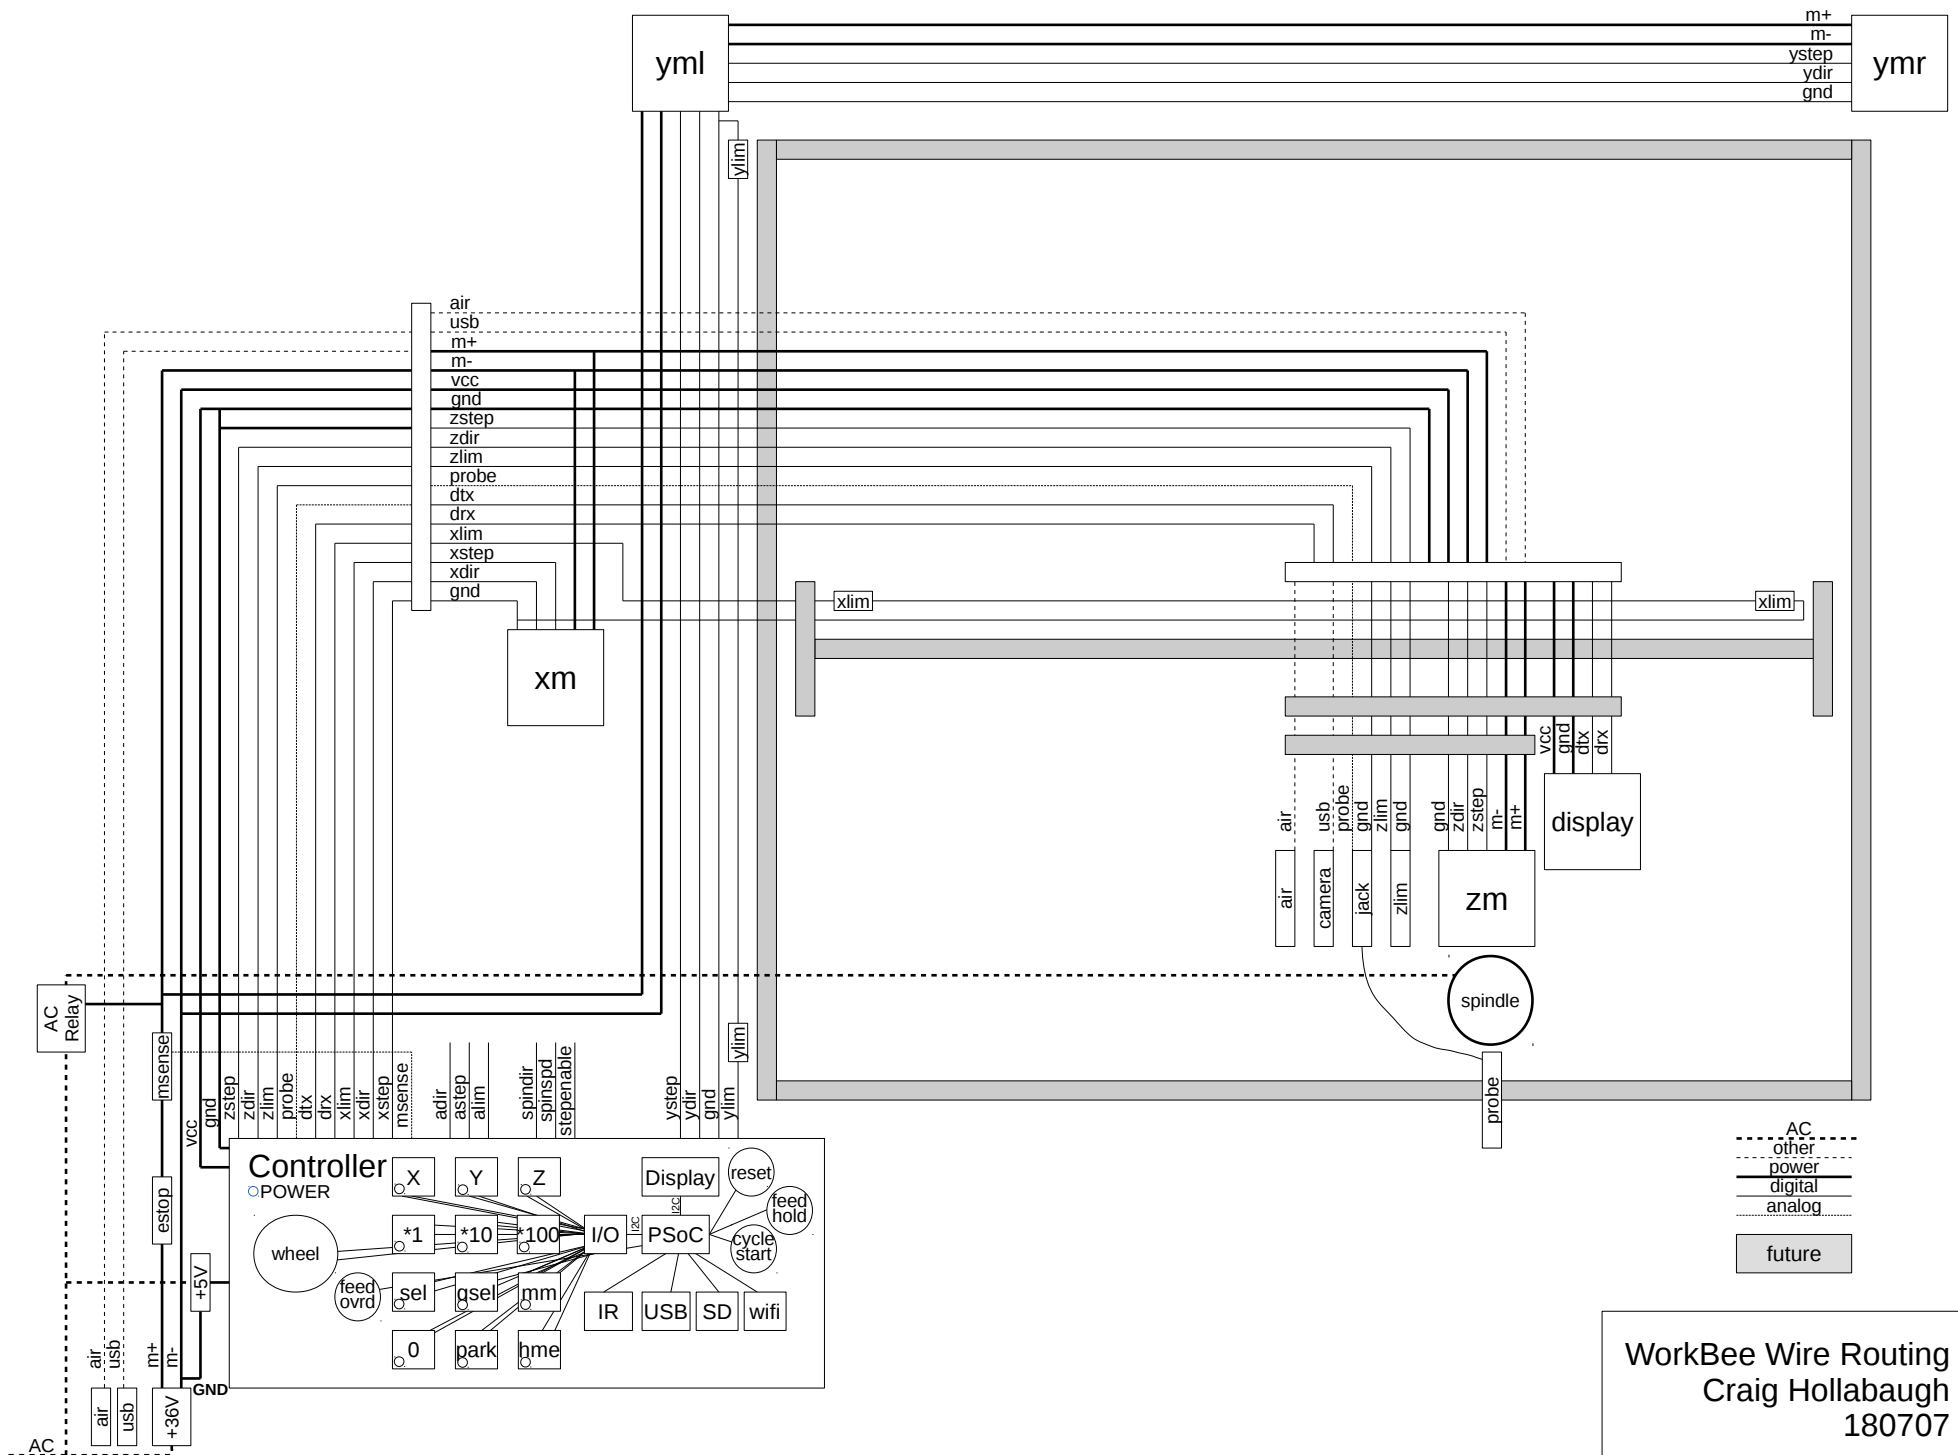 yml
m+
m-
ystep
ydir
gnd
ymr
ylim
air
usb
m+
m-
vcc
gnd
zstep
zdir
zlim
probe
dtx
drx
xlim
xstep
xdir
gnd
xm
xlim
xlim
vcc
gnd
dtx
drx
display
air
usb
probe
gnd
zlim
gnd
gnd
zdir
zstep
m-
m+
air
camera
jack
zlim
zm
spindle
probe
AC
Relay
msense
vcc
gnd
zstep
zdir
zlim
probe
dtx
drx
xlim
xdir
xstep
msense
adir
astep
alim
spindir
spinspd
stepenable
ystep
ydir
gnd
ylim
ylim
Controller
POWER
X
Y
Z
Display
reset
feed
hold
I2C
I2C
*1
*10
*100
I/O
PSoC
cycle
start
wheel
feed
ovrd
sel
qsel
mm
IR
USB
SD
wifi
0
park
hme
estop
+5V
air
usb
m+
m-
GND
air
usb
+36V
AC
AC
other
power
digital
analog
future
WorkBee Wire Routing
Craig Hollabaugh
180707